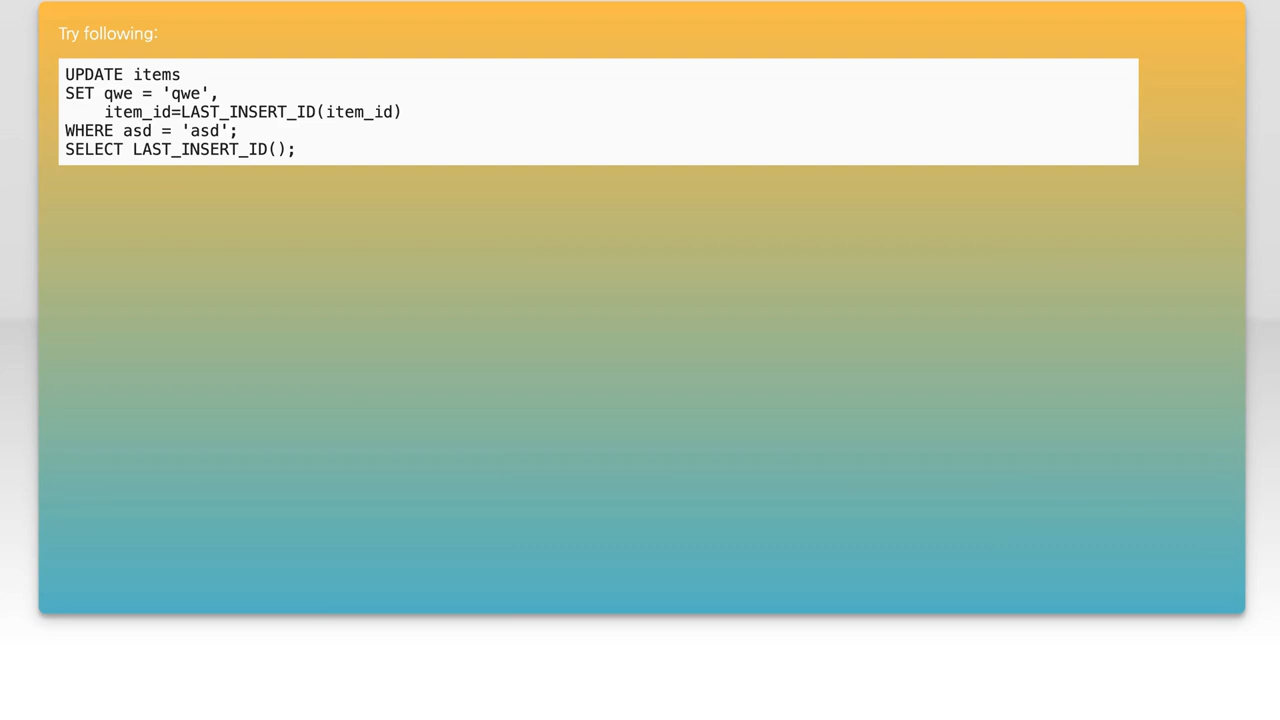 Try following:
UPDATE items
SET qwe = 'qwe',
    item_id=LAST_INSERT_ID(item_id)
WHERE asd = 'asd';
SELECT LAST_INSERT_ID();